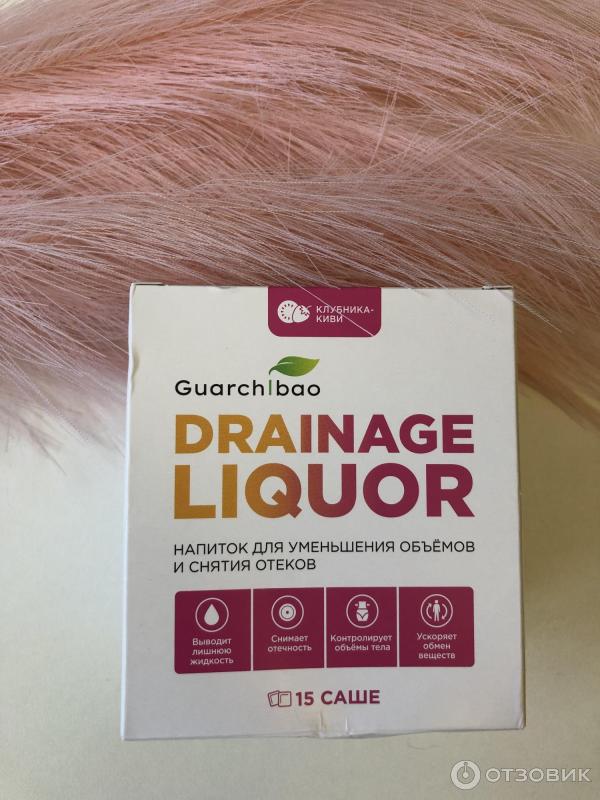 КЛУБНИКА-
КИВИ
Guarchibao
DRAINAGE
LIQUOR
НАПИТОК ДЛЯ УМЕНЬШЕНИЯ ОБЪЁМОВ
И СНЯТИЯ ОТЕКОВ
Выводит
лишнюю
жидкость
Снимает
отечность
Контролирует
объёмы тела
Ускоряет
обмен
веществ
15 САШЕ
ОТЗОВИК